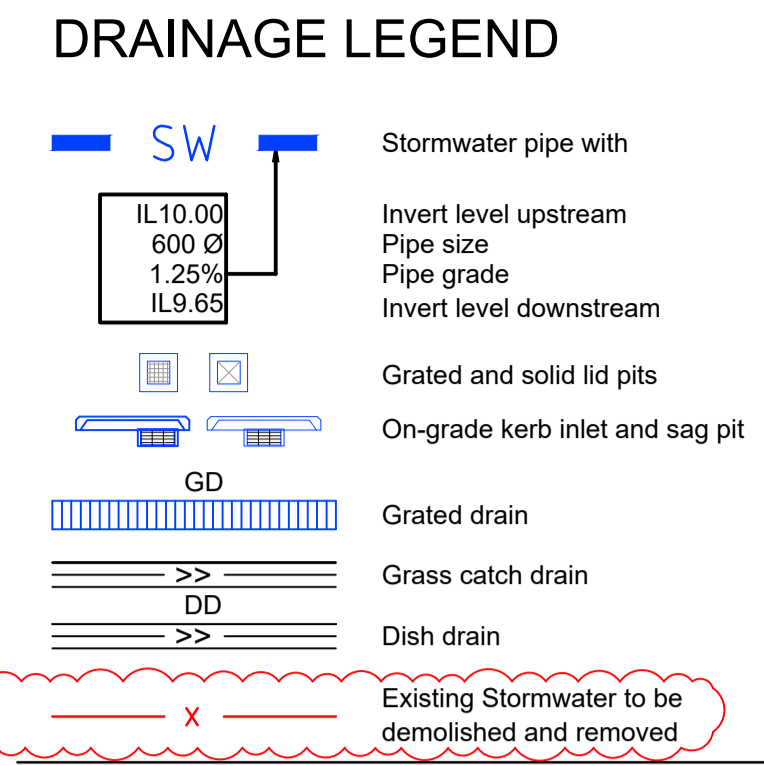 DRAINAGE LEGEND
SW
Stormwater pipe with
IL10.00
Invert level upstream
600 Ø
Pipe size
1.25%
Pipe grade
IL9.65
Invert level downstream
Grated and solid lid pits
On-grade kerb inlet and sag pit
GD
Grated drain
>>
Grass catch drain
DD
>>
Dish drain
X
Existing Stormwater to be
demolished and removed